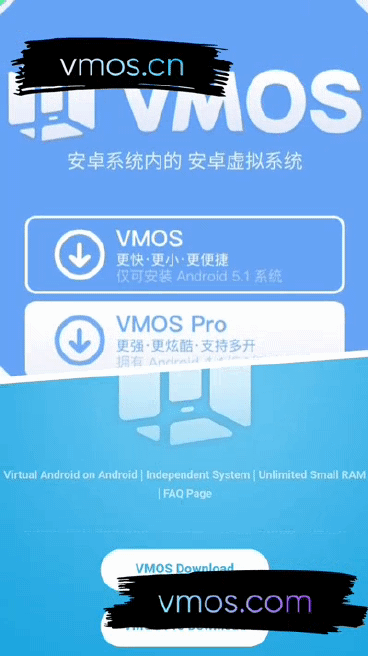 vmos.cn
VMOS
安卓系统内的 安卓虚拟系统
VMOS
更快·更小·更便捷
仅可安装 Android 5.1 系统
VMOS Pro
更强·更炫酷·支持多开
拥有 Android
Virtual Android on Android | Independent System | Unlimited Small RAM
| FAQ Page
VMOS Download
vmos.com